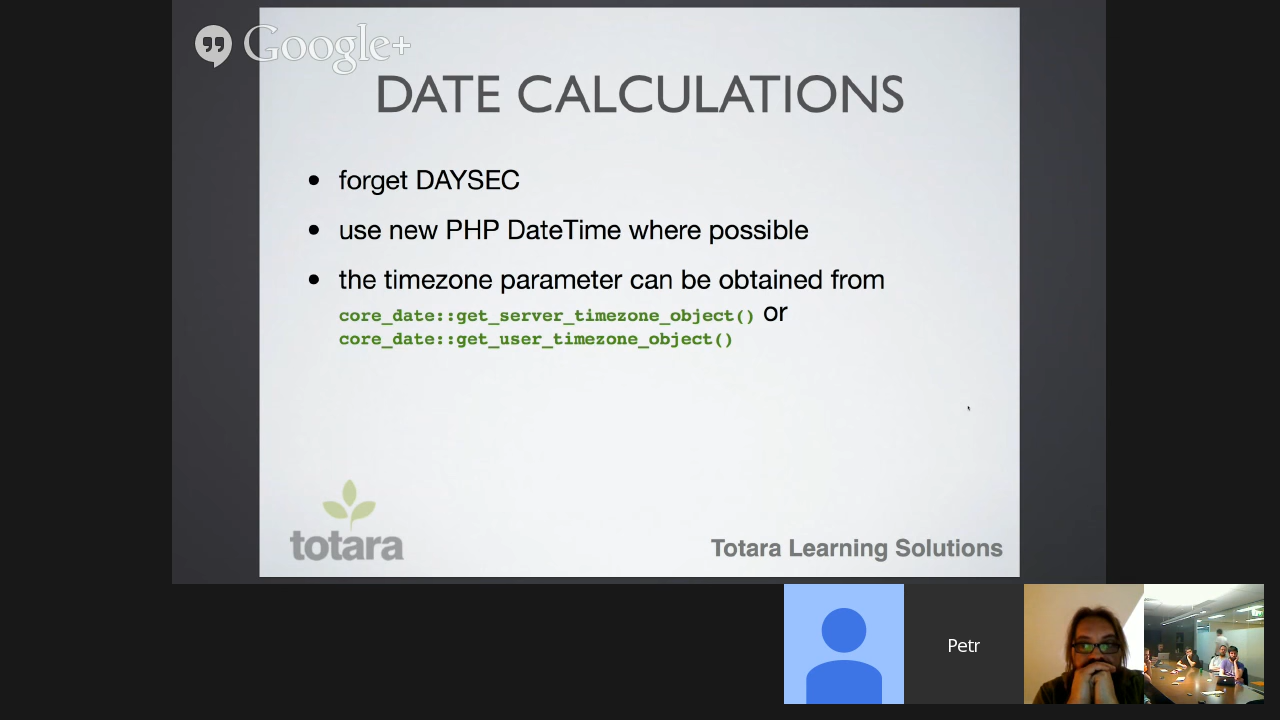 Google+
DATE CALCULATIONS
• forget DAYSEC
• use new PHP DateTime where possible
• the timezone parameter can be obtained from
core_date::get_server_timezone_object() or
core_date::get_user_timezone_object()
totara
Totara Learning Solutions
Petr